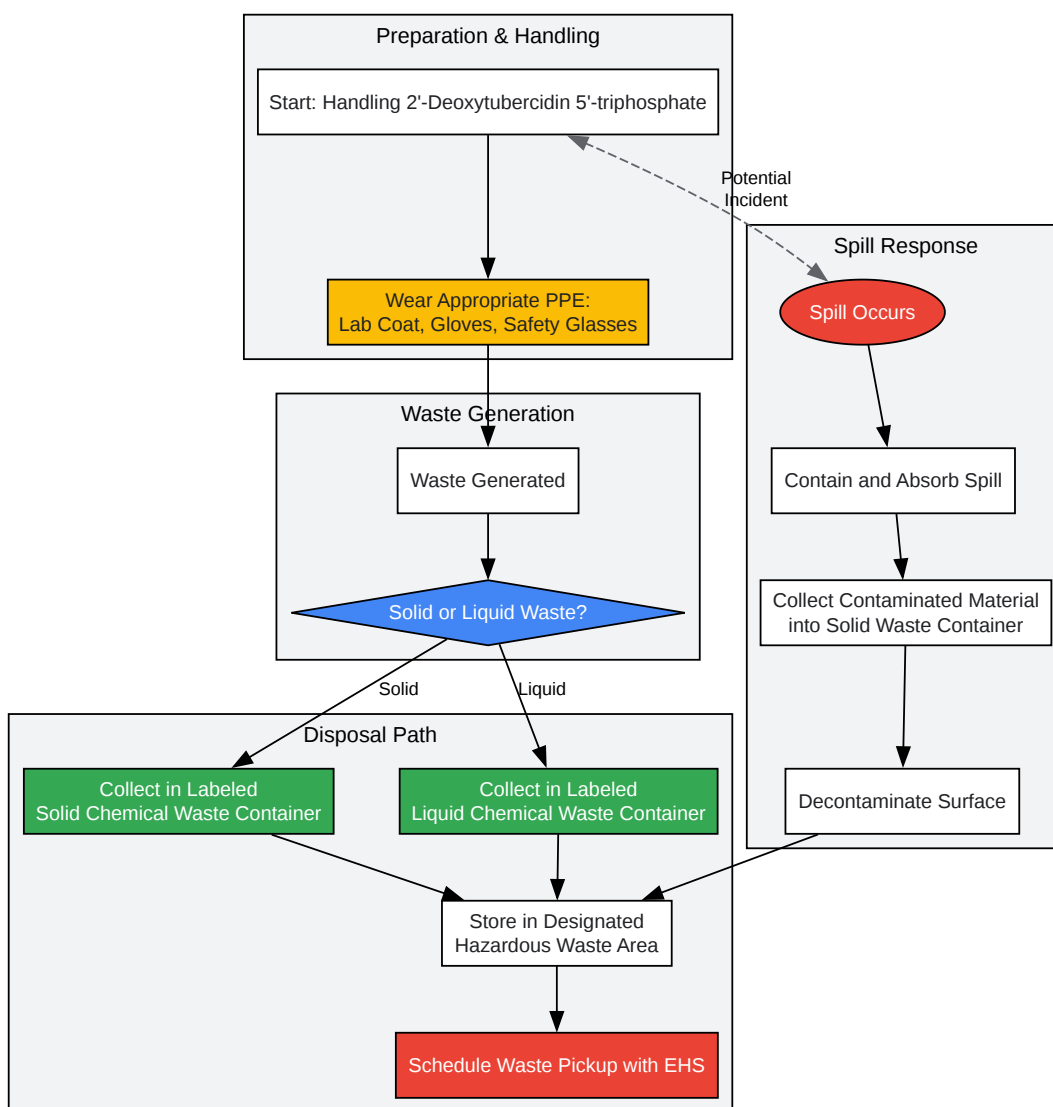 Preparation & Handling
Start: Handling 2'-Deoxytubercidin 5'-triphosphate
Potential
Incident
Spill Response
Wear Appropriate PPE:
Lab Coat, Gloves, Safety Glasses
Spill Occurs
Waste Generation
Waste Generated
Contain and Absorb Spill
Solid or Liquid Waste?
Collect Contaminated Material
into Solid Waste Container
Solid
Liquid
Disposal Path
Collect in Labeled
Solid Chemical Waste Container
Collect in Labeled
Liquid Chemical Waste Container
Decontaminate Surface
Store in Designated
Hazardous Waste Area
Schedule Waste Pickup with EHS